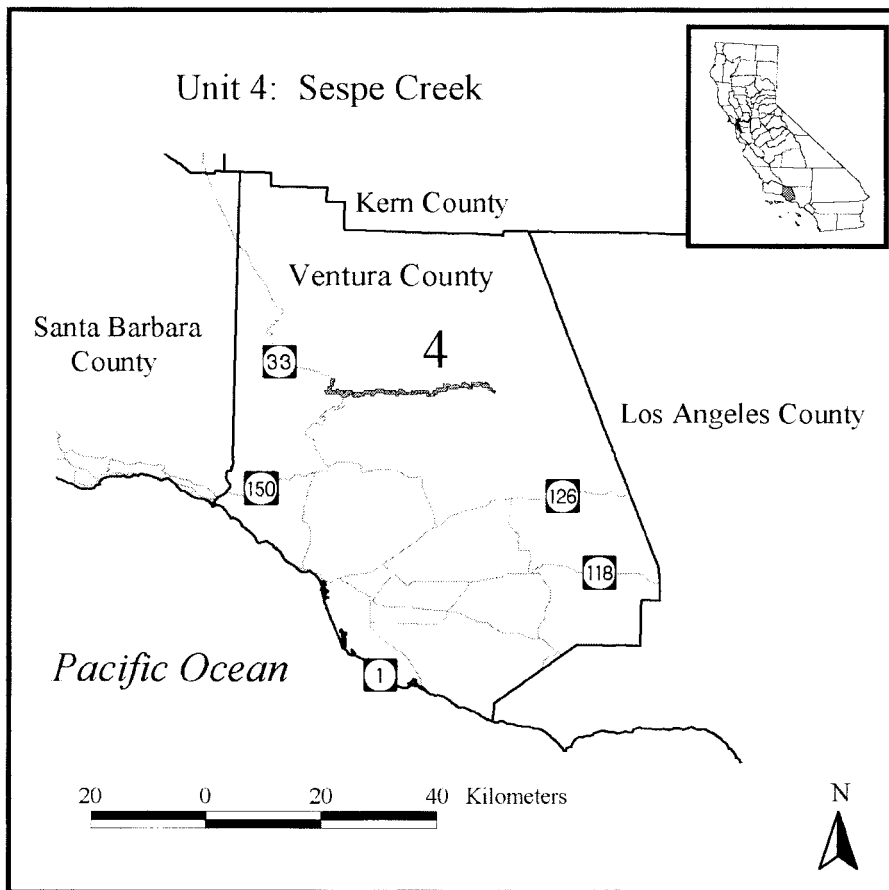 Unit 4: Sespe Creek
Kern County
Ventura County
Santa Barbara
County
33
4
Los Angeles County
150
126
118
Pacific Ocean
1
20 0 20 40 Kilometers
N